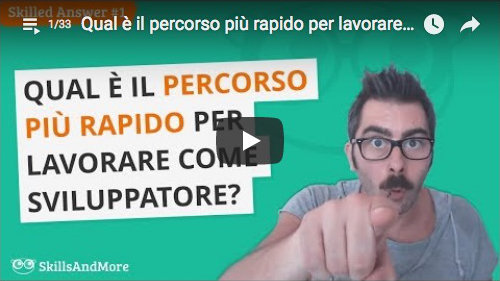 Skilled Answer #1
1/33 Qual è il percorso più rapido per lavorare...
QUAL È IL PERCORSO
PIÙ RAPIDO PER
LAVORARE COME
SVILUPPATORE?
SkillsAndMore